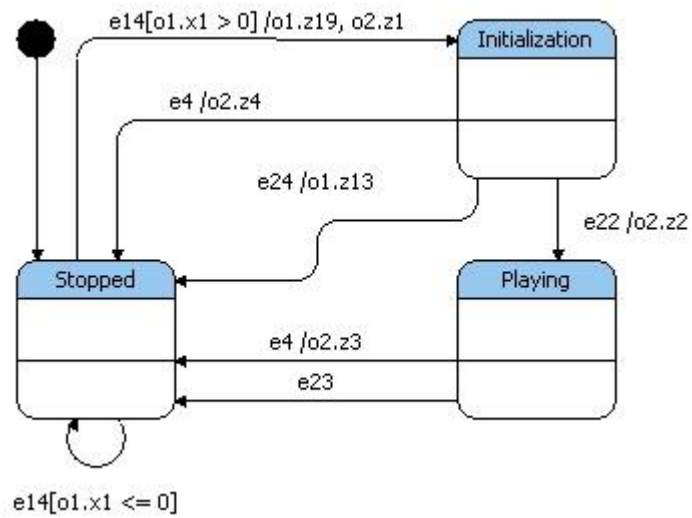 e14[o1.x1 > 0] /o1.z19, o2.z1
Initialization
e4 /o2.z4
e24 /o1.z13
e22 /o2.z2
Stopped
Playing
e4 /o2.z3
e23
e14[o1.x1 <= 0]